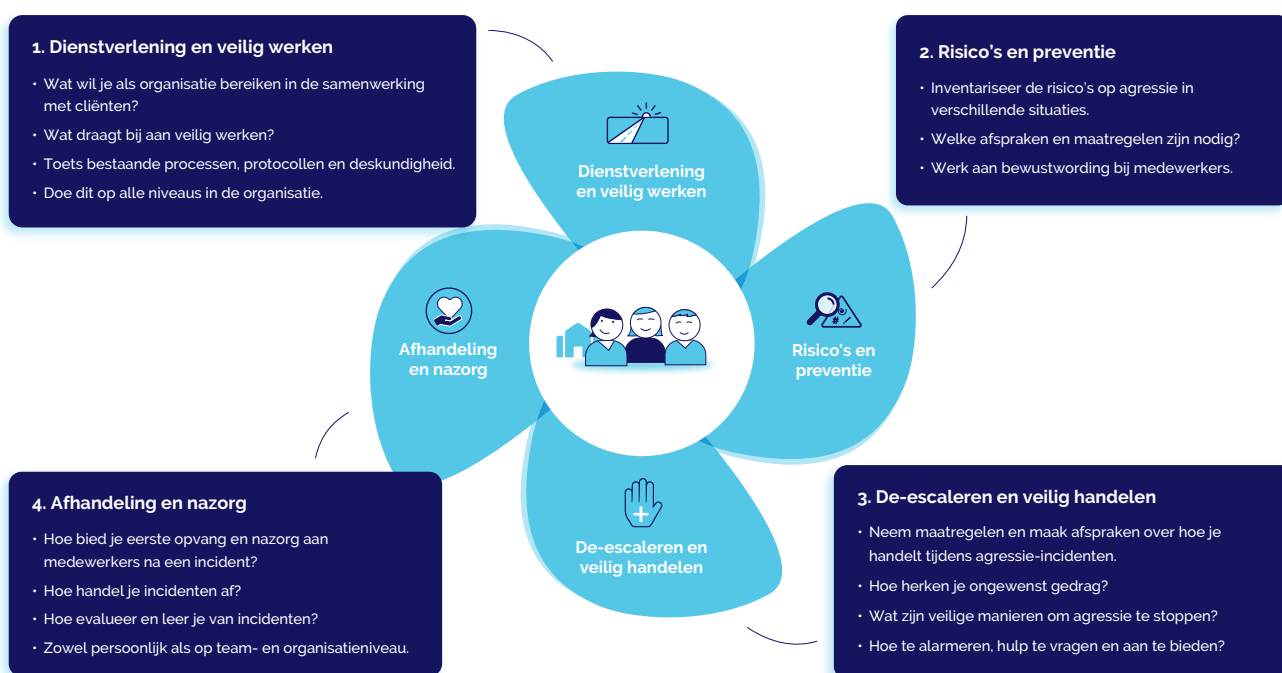 1. Dienstverlening en veilig werken
• Wat wil je als organisatie bereiken in de samenwerking
met cliënten?
• Wat draagt bij aan veilig werken?
• Toets bestaande processen, protocollen en deskundigheid.
• Doe dit op alle niveaus in de organisatie.
2. Risico's en preventie
• Inventariseer de risico's op agressie in
verschillende situaties.
• Welke afspraken en maatregelen zijn nodig?
• Werk aan bewustwording bij medewerkers.
Dienstverlening
en veilig werken
Afhandeling
en nazorg
Risico's en
preventie
De-escaleren en
veilig handelen
4. Afhandeling en nazorg
• Hoe bied je eerste opvang en nazorg aan
medewerkers na een incident?
• Hoe handel je incidenten af?
• Hoe evalueer en leer je van incidenten?
• Zowel persoonlijk als op team- en organisatieniveau.
3. De-escaleren en veilig handelen
• Neem maatregelen en maak afspraken over hoe je
handelt tijdens agressie-incidenten.
• Hoe herken je ongewenst gedrag?
• Wat zijn veilige manieren om agressie te stoppen?
• Hoe te alarmeren, hulp te vragen en aan te bieden?